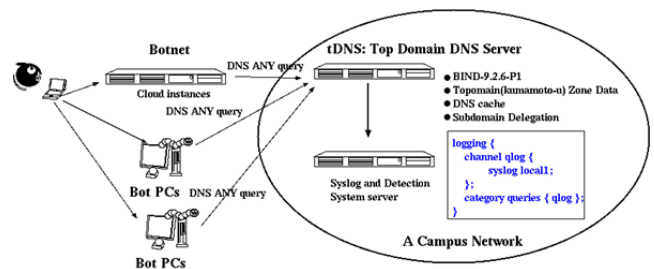 Botnet
DNS ANY query
Cloud instances
DNS ANY query
Bot PCs
DNS ANY query
Bot PCs
tDNS: Top Domain DNS Server
BIND-9.2.6-P1
Topomain(kumamoto-u) Zone Data
DNS cache
Subdomain Delegation
Syslog and Detection
System server
logging {
channel qlog {
syslog local1;
};
category queries { qlog };
}
A Campus Network